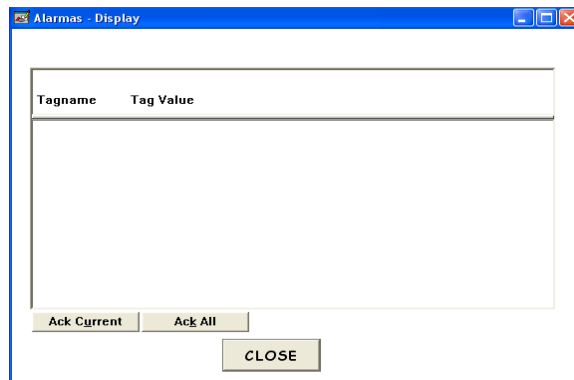 Alarmas - Display
Tagname Tag Value
Ack Current Ack All
CLOSE